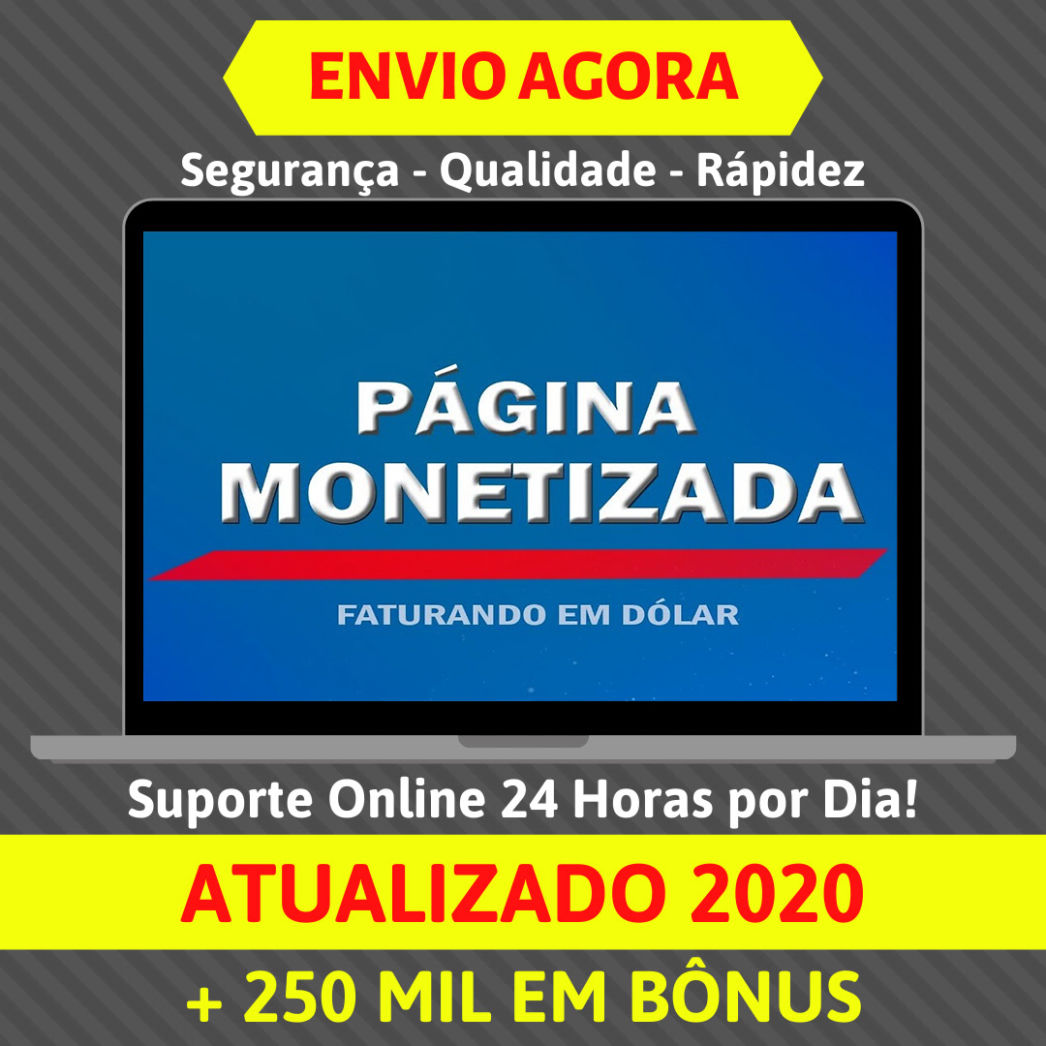 ENVIO AGORA
Segurança - Qualidade - Rápidez
PÁGINA
MONETIZADA
FATURANDO EM DÓLAR
Suporte Online 24 Horas por Dia!
ATUALIZADO 2020
+ 250 MIL EM BÔNUS